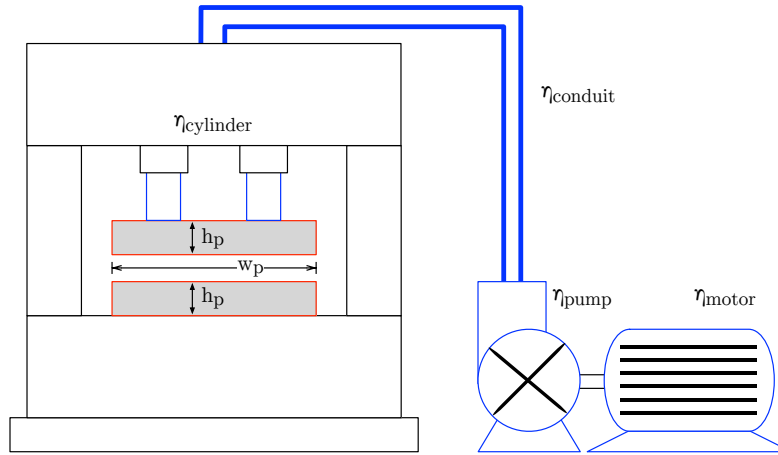 η_conduit
η_cylinder
h_p
w_p
h_p
η_pump
η_motor